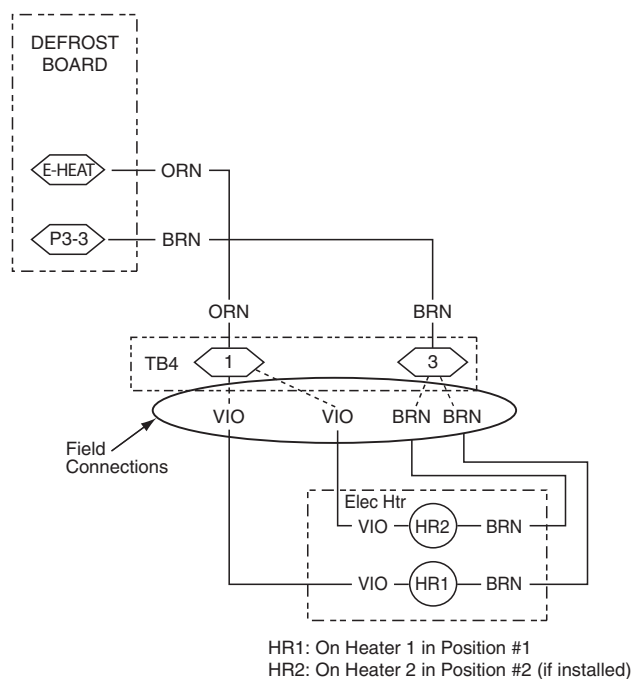 DEFROST
BOARD
E-HEAT
ORN
P3-3
BRN
ORN
BRN
TB4
1
3
VIO
VIO
BRN
BRN
Field
Connections
Elec Htr
VIO
HR2
BRN
VIO
HR1
BRN
HR1: On Heater 1 in Position #1
HR2: On Heater 2 in Position #2 (if installed)